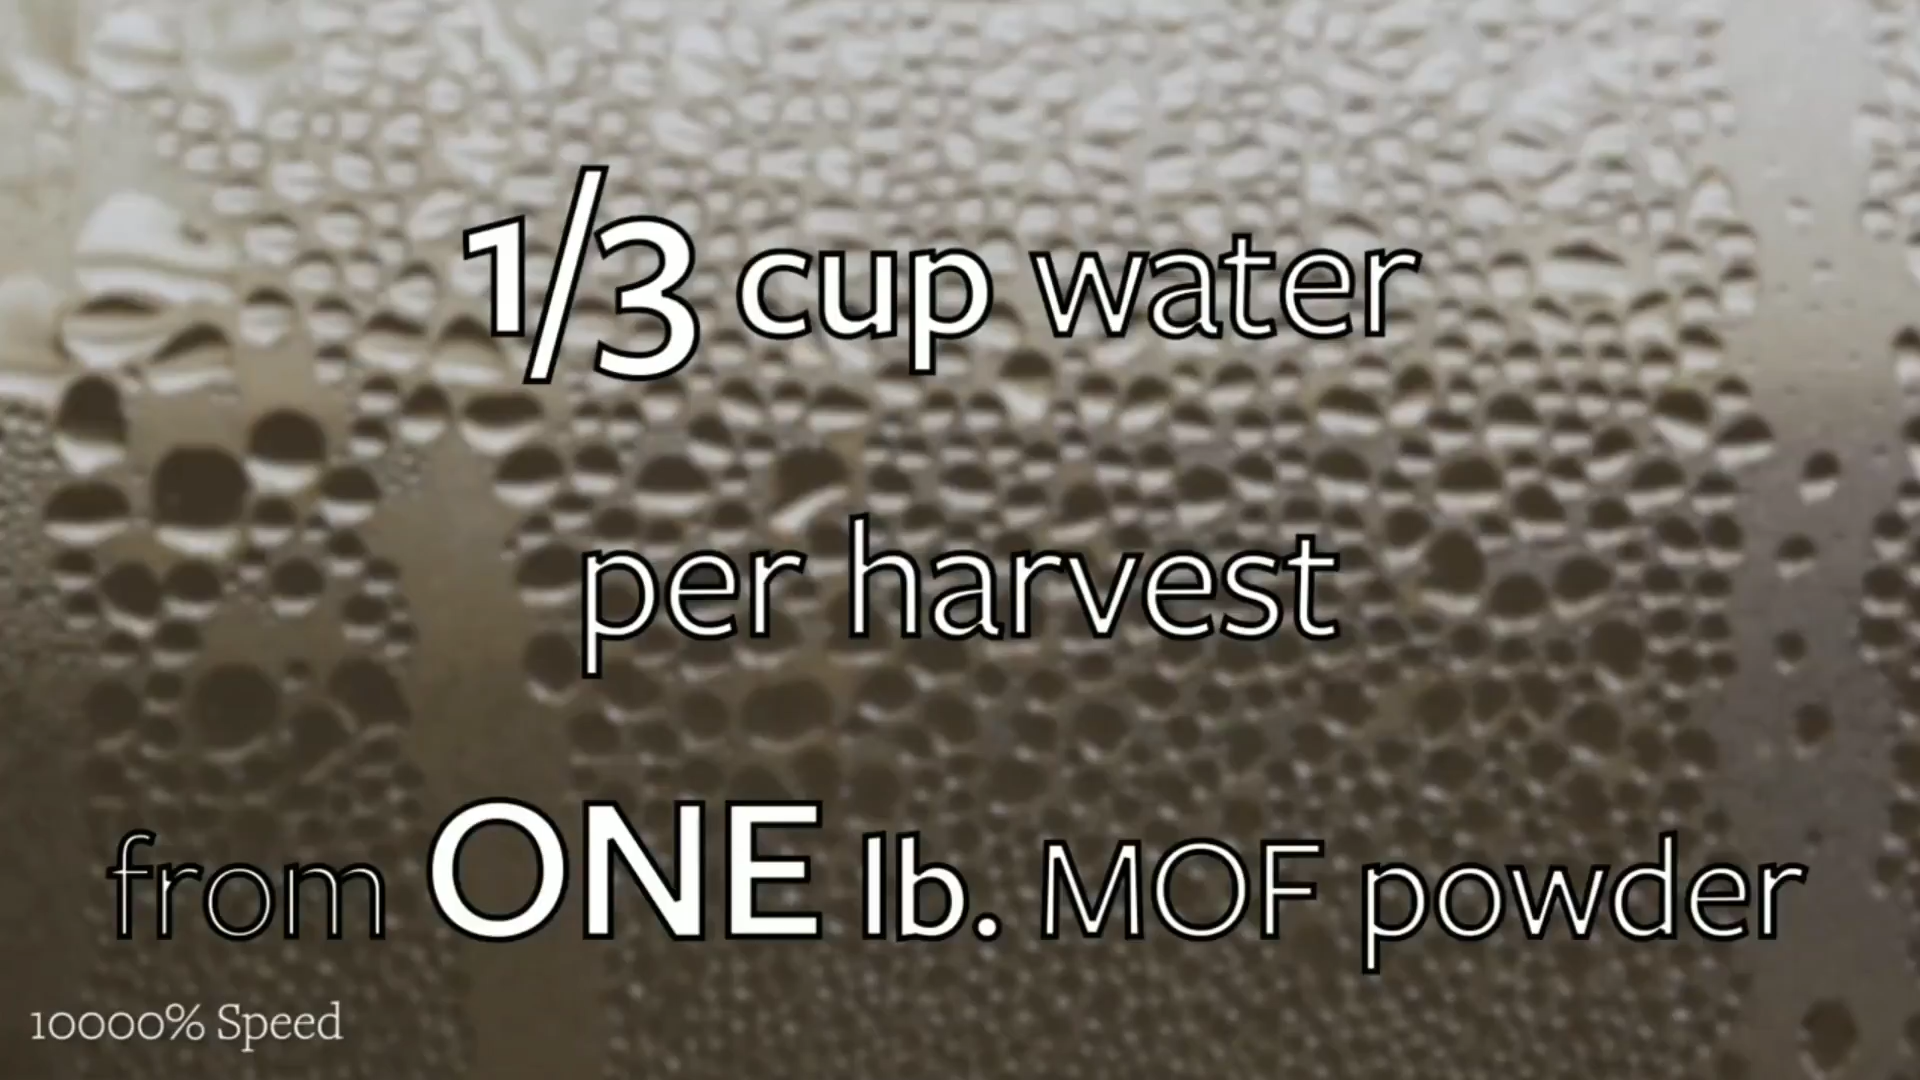 1/3 cup water
per harvest
from ONE lb. MOF powder
10000% Speed